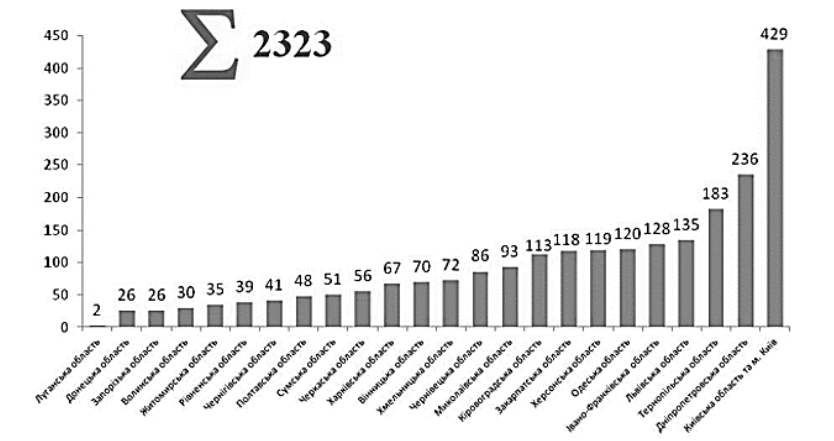 ∑ 2323
450
400
350
300
250
200
150
100
50
0
2
26
26
30
35
39
41
48
51
56
67
70
72
86
93
113
118
119
120
128
135
183
236
429
Луганська область
Донецька область
Запорізька область
Волинська область
Житомирська область
Рівненська область
Чернігівська область
Полтавська область
Сумська область
Черкаська область
Харківська область
Вінницька область
Хмельницька область
Чернівецька область
Миколаївська область
Кіровоградська область
Закарпатська область
Херсонська область
Одеська область
Івано-Франківська область
Львівська область
Тернопільська область
Дніпропетровська область
Київська область та м. Київ